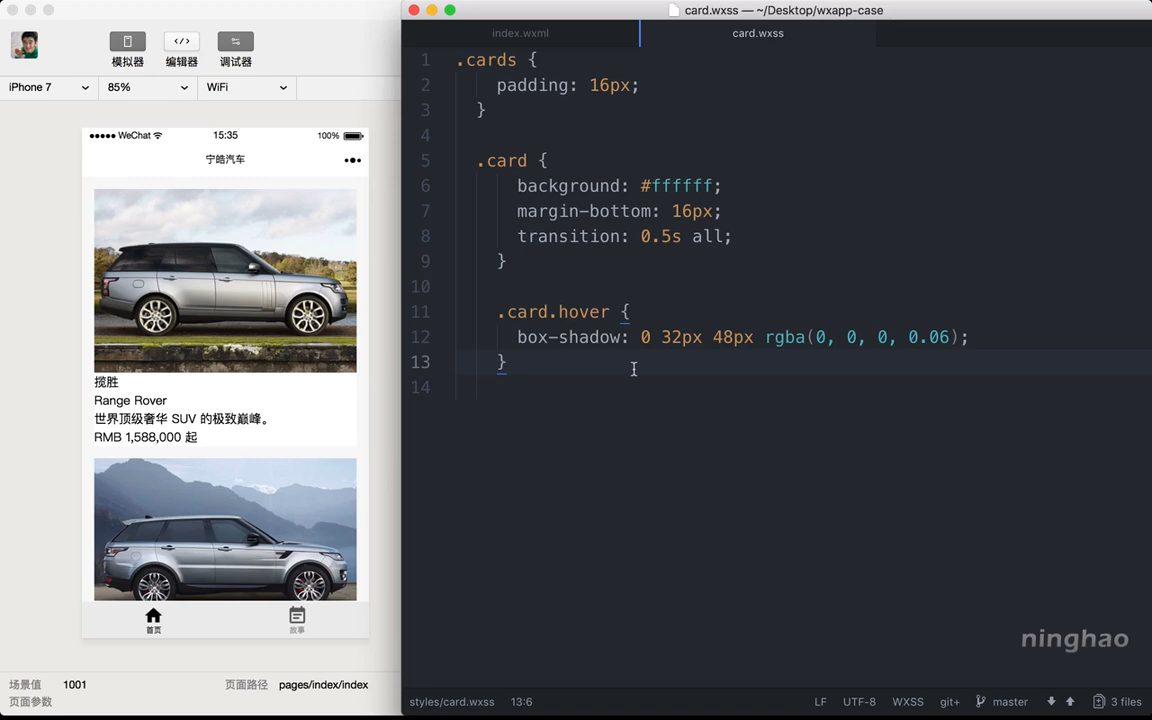 card.wxss — ~/Desktop/wxapp-case
index.wxml
card.wxss
模拟器
编辑器
调试器
iPhone 7
85%
WiFi
WeChat
15:35
100%
宁皓汽车
揽胜
Range Rover
世界顶级奢华 SUV 的极致巅峰。
RMB 1,588,000 起
首页
故事
场景值
1001
页面路径
pages/index/index
页面参数
1 .cards {
2 padding: 16px;
3 }
4
5 .card {
6 background: #ffffff;
7 margin-bottom: 16px;
8 transition: 0.5s all;
9 }
10
11 .card.hover {
12 box-shadow: 0 32px 48px rgba(0, 0, 0, 0.06);
13 }
14
ninghao
styles/card.wxss
13:6
LF
UTF-8
WXSS
git+
master
3 files